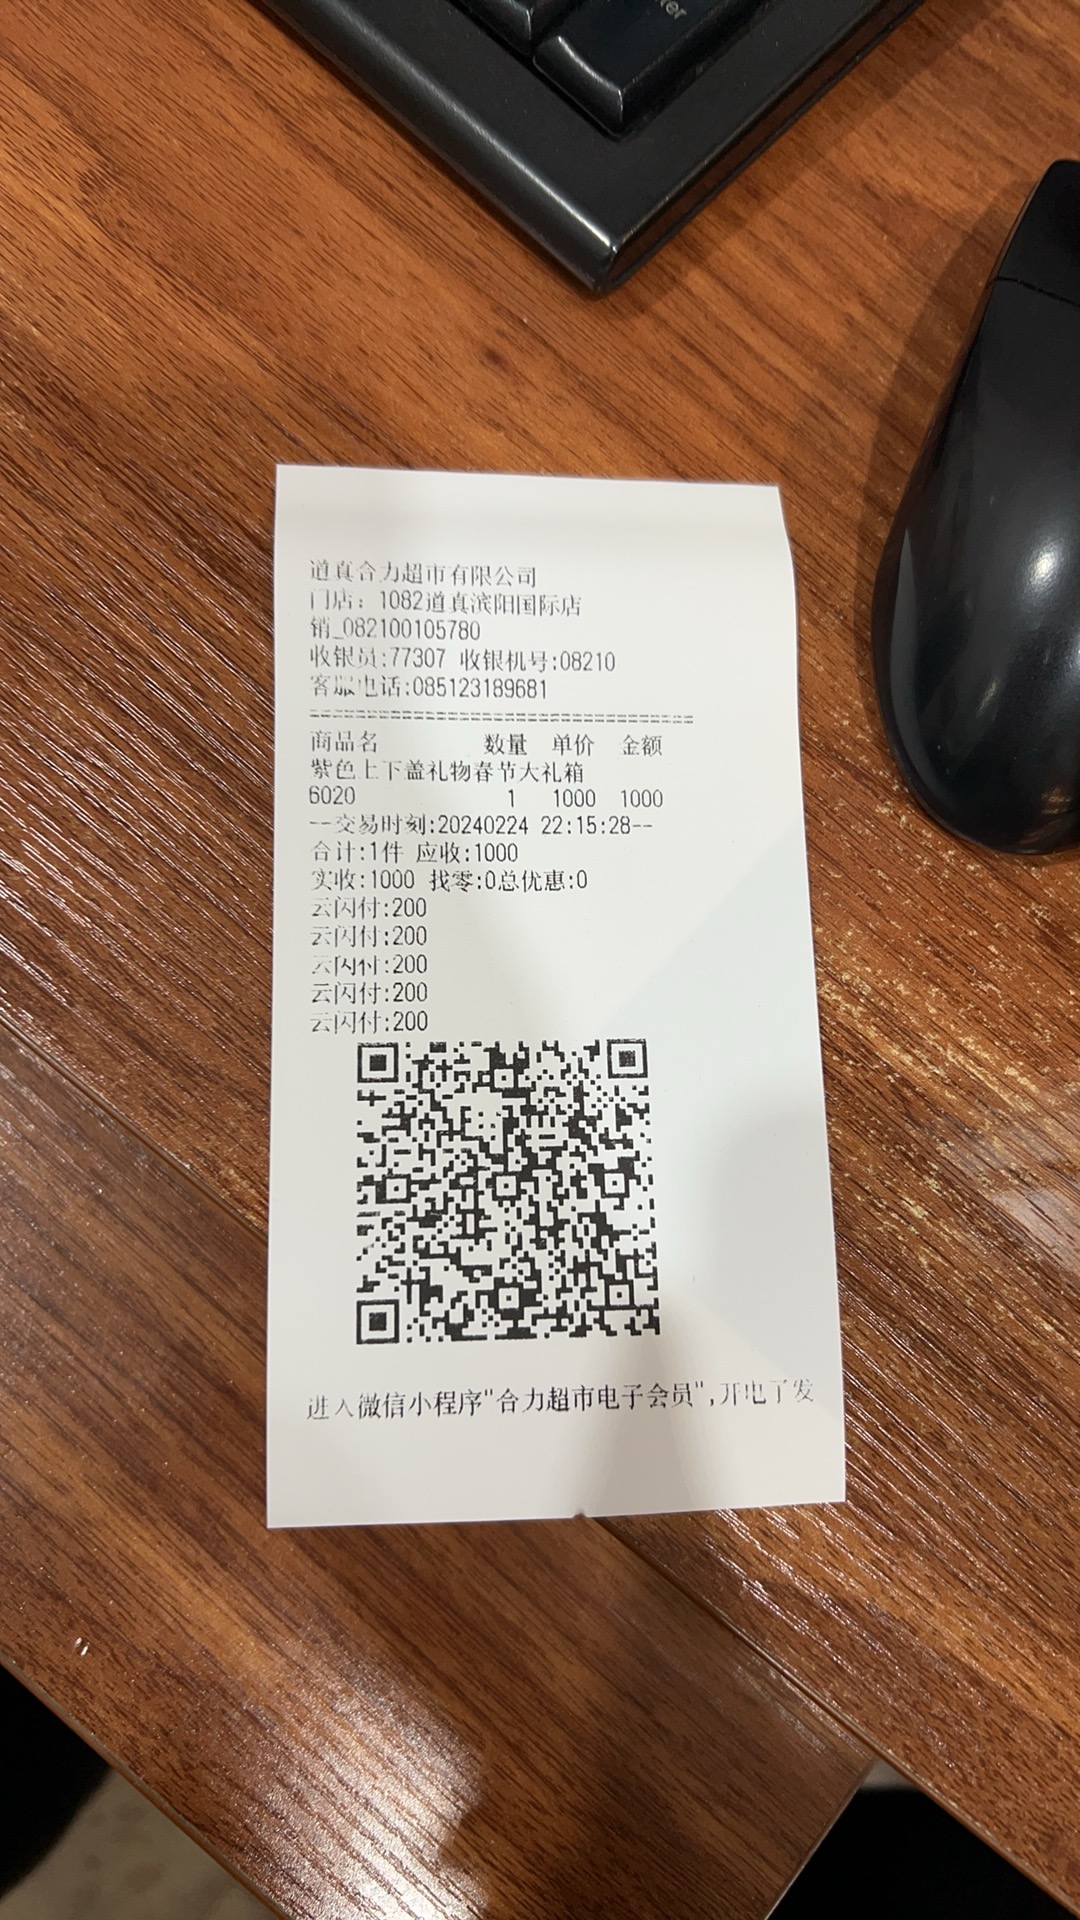 道真合力超市有限公司
门店：1082道真滨阳国际店
销_082100105780
收银员:77307 收银机号:08210
客服电话:085123189681
商品名 数量 单价 金额
紫色上下盖礼物春节大礼箱
6020 1 1000 1000
--交易时刻:20240224 22:15:28--
合计:1件 应收:1000
实收:1000 找零:0总优惠:0
云闪付:200
云闪付:200
云闪付:200
云闪付:200
云闪付:200
进入微信小程序"合力超市电子会员",开电子发